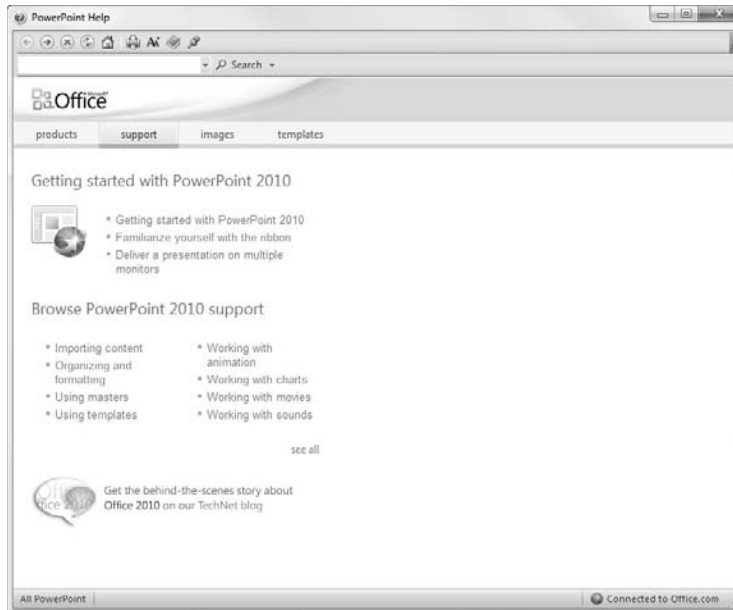 PowerPoint Help
Search
Office
products support images templates
Getting started with PowerPoint 2010
* Getting started with PowerPoint 2010
* Familiarize yourself with the ribbon
* Deliver a presentation on multiple
monitors
Browse PowerPoint 2010 support
* Importing content
* Organizing and
formatting
* Using masters
* Using templates
* Working with
animation
* Working with charts
* Working with movies
* Working with sounds
see all
Get the behind-the-scenes story about
Office 2010 on our TechNet blog
All PowerPoint
Connected to Office.com